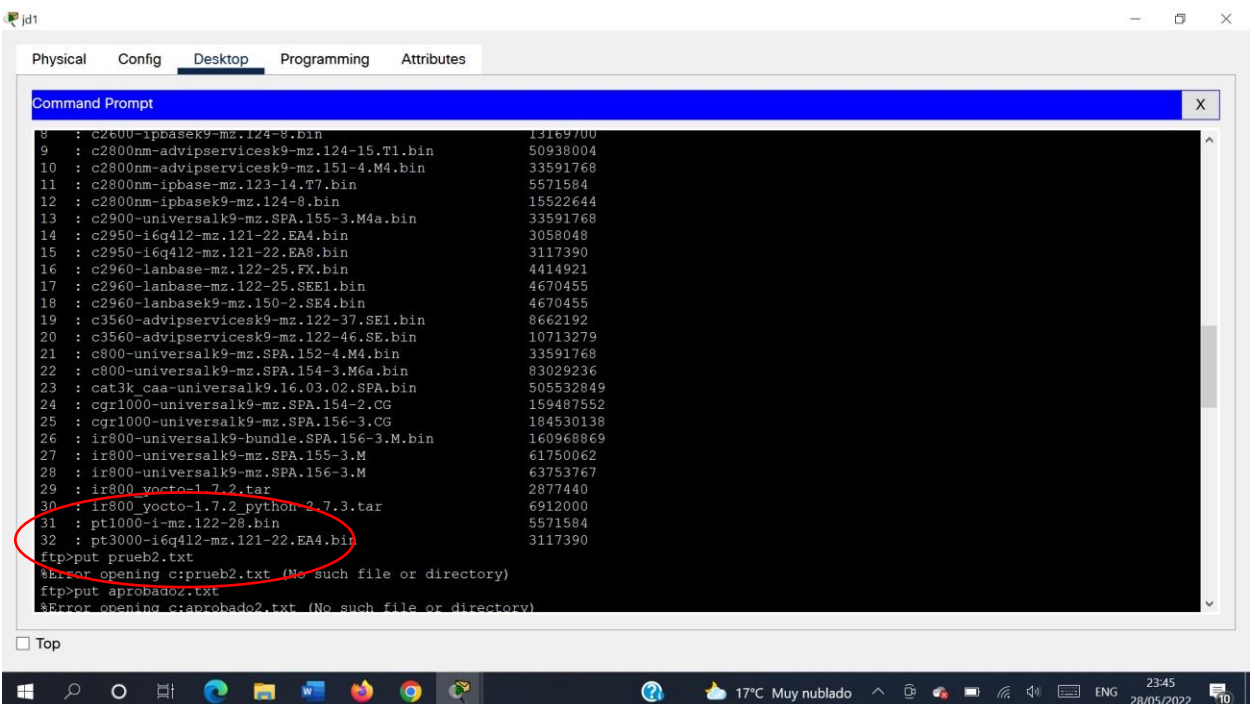 jd1
Physical Config Desktop Programming Attributes
Command Prompt
X
8 : c2600-ipbasek9-mz.124-8.bin 13169700
9 : c2800nm-advipservicesk9-mz.124-15.T1.bin 50938004
10 : c2800nm-advipservicesk9-mz.151-4.M4.bin 33591768
11 : c2800nm-ipbase-mz.123-14.T7.bin 5571584
12 : c2800nm-ipbasek9-mz.124-8.bin 15522644
13 : c2900-universalk9-mz.SPA.155-3.M4a.bin 33591768
14 : c2950-i6q4l2-mz.121-22.EA4.bin 3058048
15 : c2950-i6q4l2-mz.121-22.EA8.bin 3117390
16 : c2960-lanbase-mz.122-25.FX.bin 4414921
17 : c2960-lanbase-mz.122-25.SEE1.bin 4670455
18 : c2960-lanbasek9-mz.150-2.SE4.bin 4670455
19 : c3560-advipservicesk9-mz.122-37.SE1.bin 8662192
20 : c3560-advipservicesk9-mz.122-46.SE.bin 10713279
21 : c800-universalk9-mz.SPA.152-4.M4.bin 33591768
22 : c800-universalk9-mz.SPA.154-3.M6a.bin 83029236
23 : cat3k_caa-universalk9.16.03.02.SPA.bin 505532849
24 : cgr1000-universalk9-mz.SPA.154-2.CG 159487552
25 : cgr1000-universalk9-mz.SPA.156-3.CG 184530138
26 : ir800-universalk9-bundle.SPA.156-3.M.bin 160968869
27 : ir800-universalk9-mz.SPA.155-3.M 61750062
28 : ir800-universalk9-mz.SPA.156-3.M 63753767
29 : ir800_yocto-1.7.2.tar 2877440
30 : ir800_yocto-1.7.2_python-2.7.3.tar 6912000
31 : pt1000-i-mz.122-28.bin 5571584
32 : pt3000-i6q4l2-mz.121-22.EA4.bin 3117390
ftp>put prueb2.txt
%Error opening c:prueb2.txt (No such file or directory)
ftp>put aprobado2.txt
%Error opening c:aprobado2.txt (No such file or directory)
Top
17°C Muy nublado
ENG
23:45
28/05/2022
10